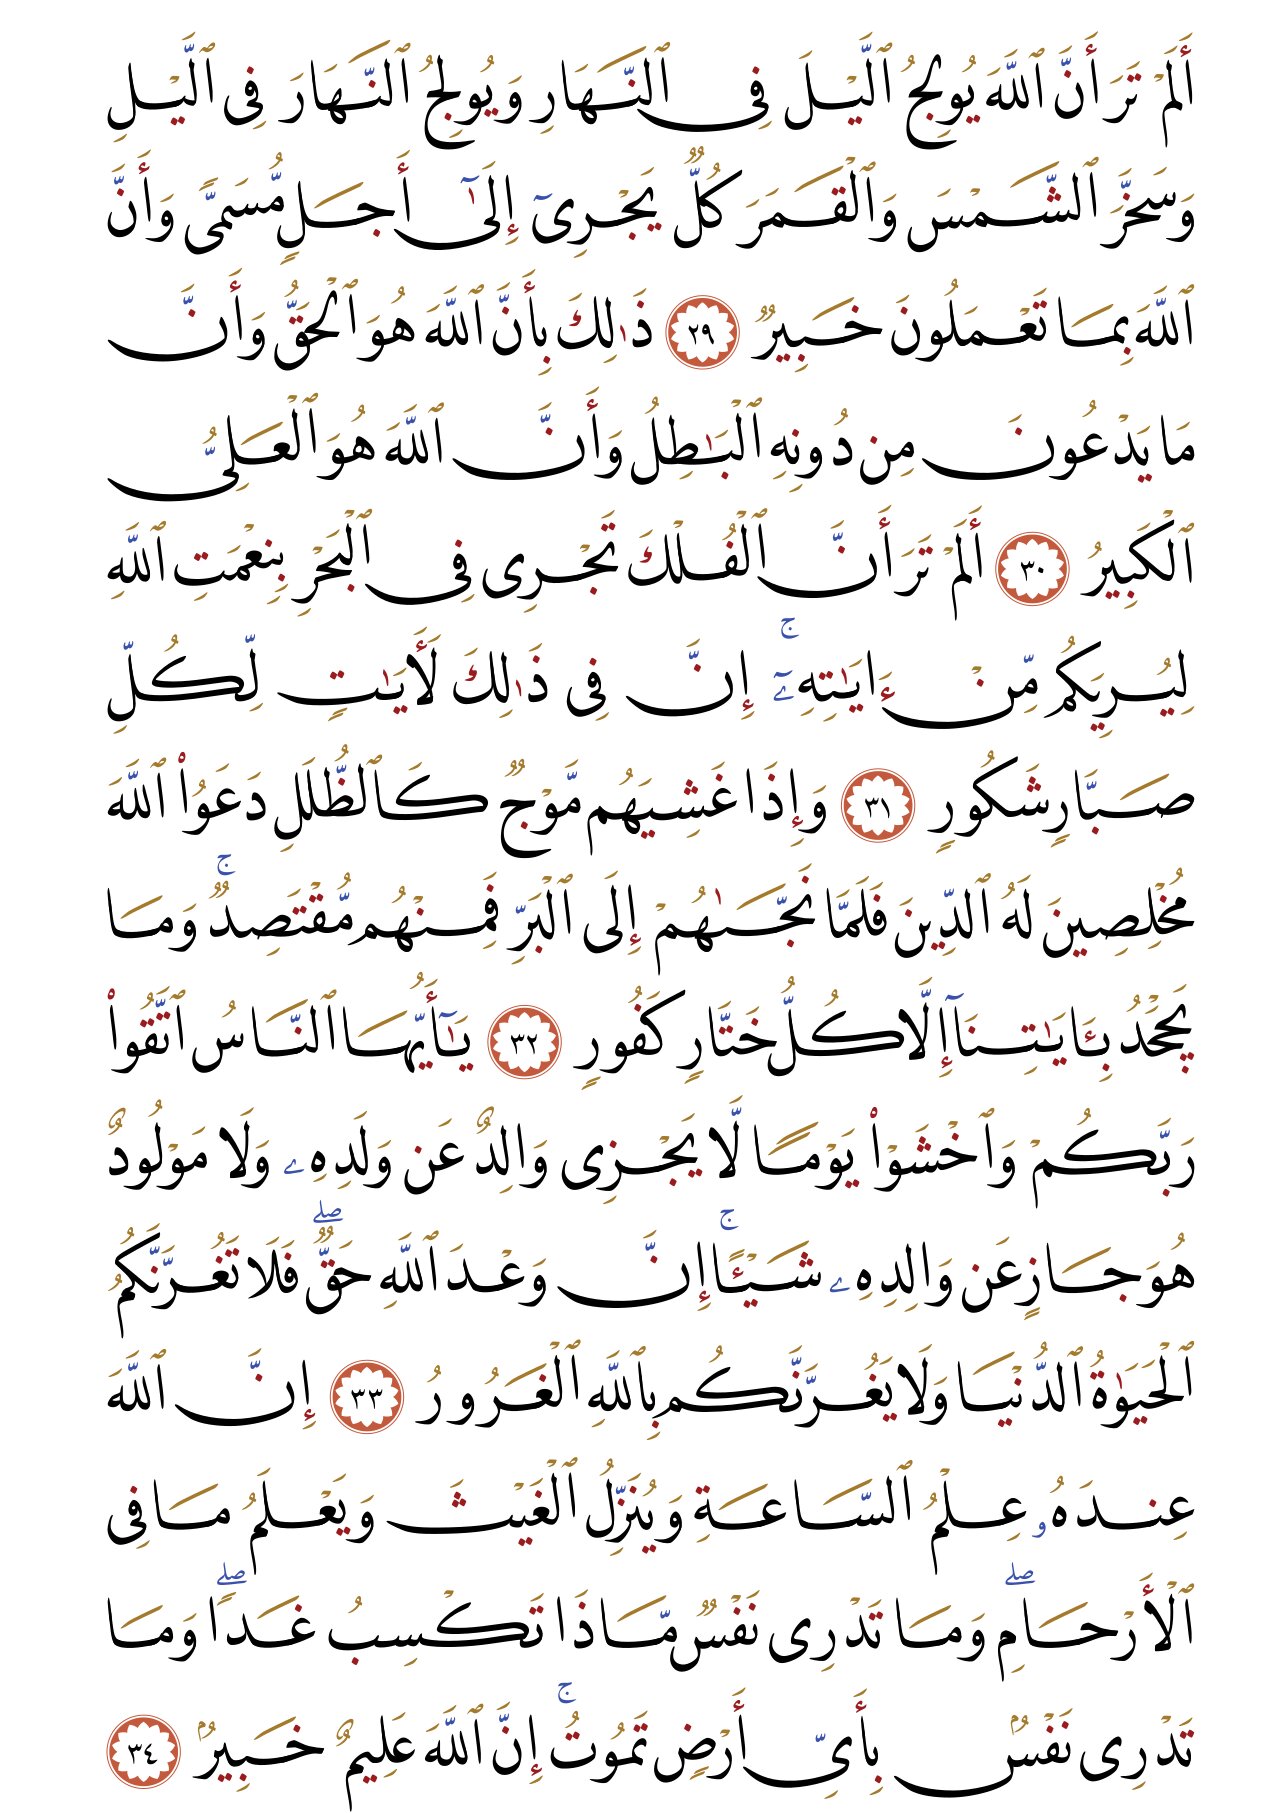 أَلَمْ تَرَ أَنَّ ٱللَّهَ يُولِجُ ٱلَّيْلَ فِى ٱلنَّهَارِ وَيُولِجُ ٱلنَّهَارَ فِى ٱلَّيْلِ
وَسَخَّرَ ٱلشَّمْسَ وَٱلْقَمَرَ كُلٌّ يَجْرِىٓ إِلَىٰٓ أَجَلٍ مُّسَمًّى وَأَنَّ
ٱللَّهَ بِمَا تَعْمَلُونَ خَبِيرٌ ٢٩ ذَٰلِكَ بِأَنَّ ٱللَّهَ هُوَ ٱلْحَقُّ وَأَنَّ
مَا يَدْعُونَ مِن دُونِهِ ٱلْبَـٰطِلُ وَأَنَّ ٱللَّهَ هُوَ ٱلْعَلِىُّ
ٱلْكَبِيرُ ٣٠ أَلَمْ تَرَ أَنَّ ٱلْفُلْكَ تَجْرِى فِى ٱلْبَحْرِ بِنِعْمَتِ ٱللَّهِ
لِيُرِيَكُم مِّنْ ءَايَـٰتِهِۦٓ ۚ إِنَّ فِى ذَٰلِكَ لَـَٔايَـٰتٍ لِّكُلِّ
صَبَّارٍ شَكُورٍ ٣١ وَإِذَا غَشِيَهُم مَّوْجٌ كَٱلظُّلَلِ دَعَوُا۟ ٱللَّهَ
مُخْلِصِينَ لَهُ ٱلدِّينَ فَلَمَّا نَجَّىٰهُمْ إِلَى ٱلْبَرِّ فَمِنْهُم مُّقْتَصِدٌ ۚ وَمَا
يَجْحَدُ بِـَٔايَـٰتِنَآ إِلَّا كُلُّ خَتَّارٍ كَفُورٍ ٣٢ يَـٰٓأَيُّهَا ٱلنَّاسُ ٱتَّقُوا۟
رَبَّكُمْ وَٱخْشَوْا۟ يَوْمًا لَّا يَجْزِى وَالِدٌ عَن وَلَدِهِۦ وَلَا مَوْلُودٌ
هُوَ جَازٍ عَن وَالِدِهِۦ شَيْـًٔا ۚ إِنَّ وَعْدَ ٱللَّهِ حَقٌّ ۖ فَلَا تَغُرَّنَّكُمُ
ٱلْحَيَوٰةُ ٱلدُّنْيَا وَلَا يَغُرَّنَّكُم بِٱللَّهِ ٱلْغَرُورُ ٣٣ إِنَّ ٱللَّهَ
عِندَهُۥ عِلْمُ ٱلسَّاعَةِ وَيُنَزِّلُ ٱلْغَيْثَ وَيَعْلَمُ مَا فِى
ٱلْأَرْحَامِ ۖ وَمَا تَدْرِى نَفْسٌ مَّاذَا تَكْسِبُ غَدًا ۖ وَمَا
تَدْرِى نَفْسٌۢ بِأَىِّ أَرْضٍ تَمُوتُ ۚ إِنَّ ٱللَّهَ عَلِيمٌ خَبِيرٌۢ ٣٤